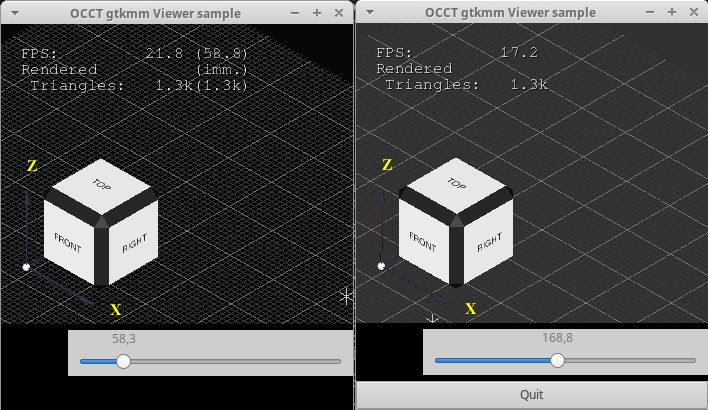 OCCT gtkmm Viewer sample
FPS: 21.8 (58.8)
Rendered (imm.)
Triangles: 1.3k(1.3k)
Z
TOP
FRONT
RIGHT
X
58,3
OCCT gtkmm Viewer sample
FPS: 17.2
Rendered
Triangles: 1.3k
Z
TOP
FRONT
RIGHT
X
168,8
Quit